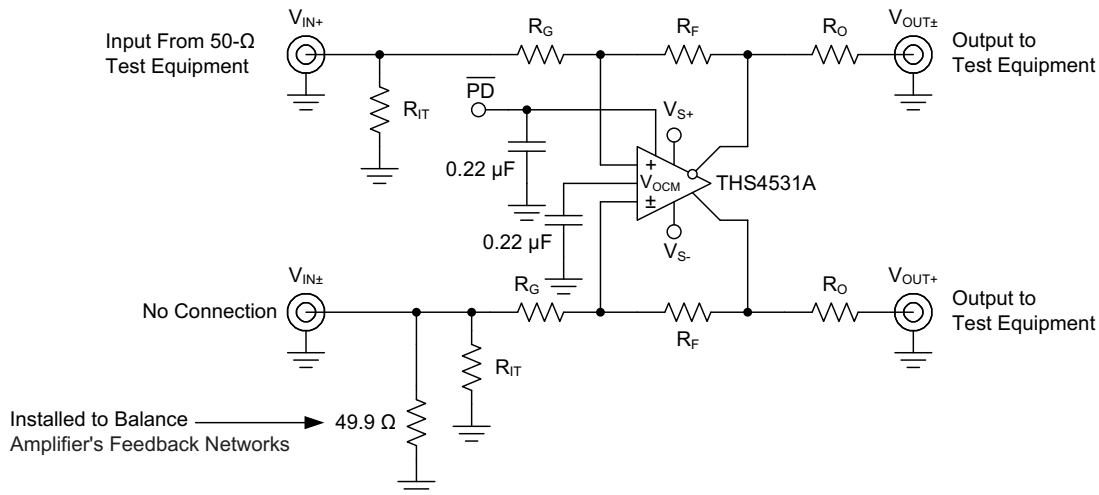 V_IN+
R_G
R_F
R_O
V_OUT±
Input From 50-Ω
Test Equipment
Output to
Test Equipment
R_IT
PD
V_S+
0.22 µF
+
V_OCM
±
THS4531A
0.22 µF
V_S-
V_IN±
R_G
R_O
V_OUT+
No Connection
Output to
Test Equipment
R_F
R_IT
Installed to Balance
Amplifier's Feedback Networks
49.9 Ω